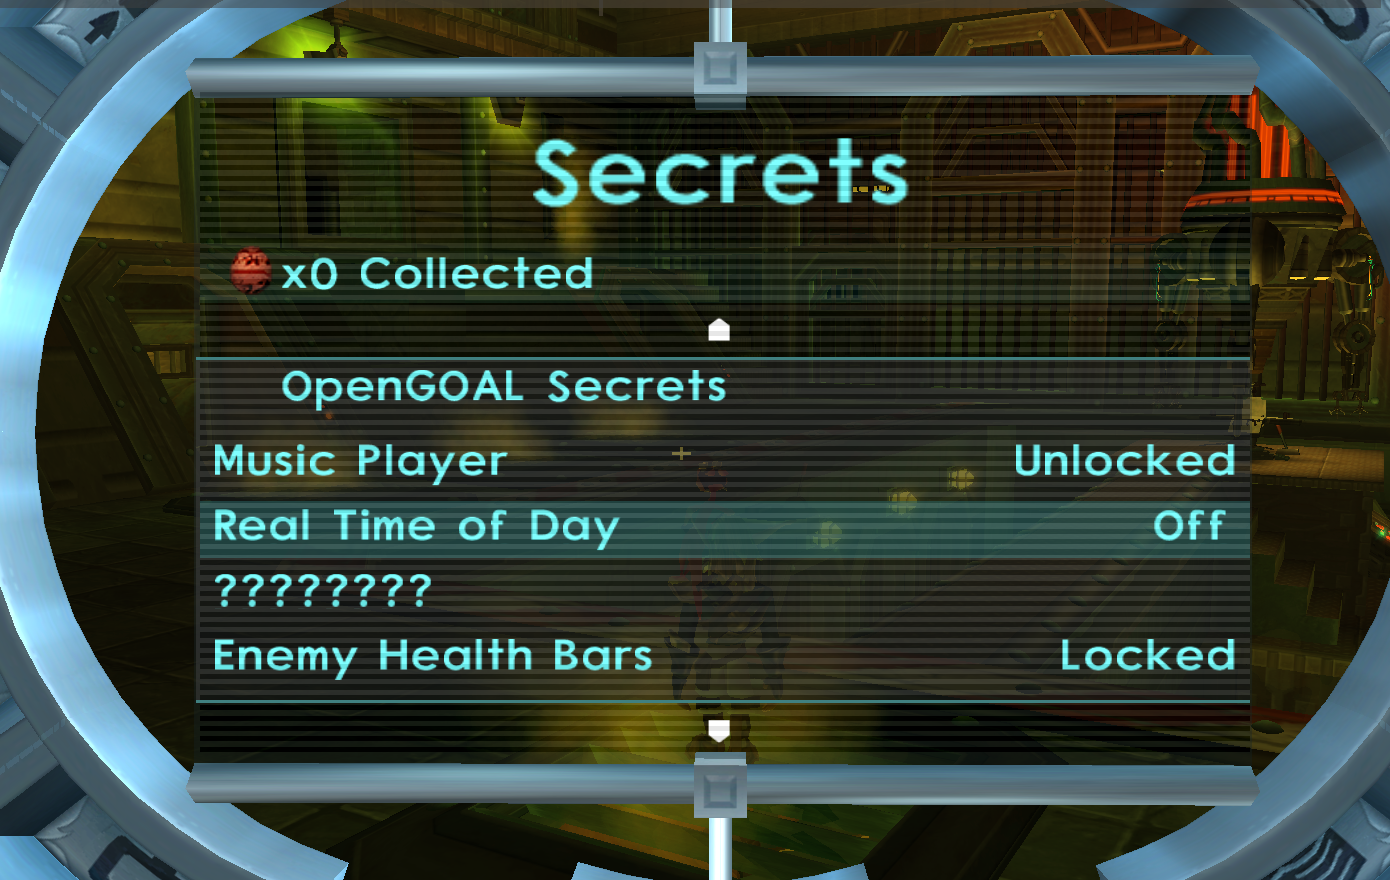 Secrets
x0 Collected
OpenGOAL Secrets
Music Player Unlocked
Real Time of Day Off
????????
Enemy Health Bars Locked